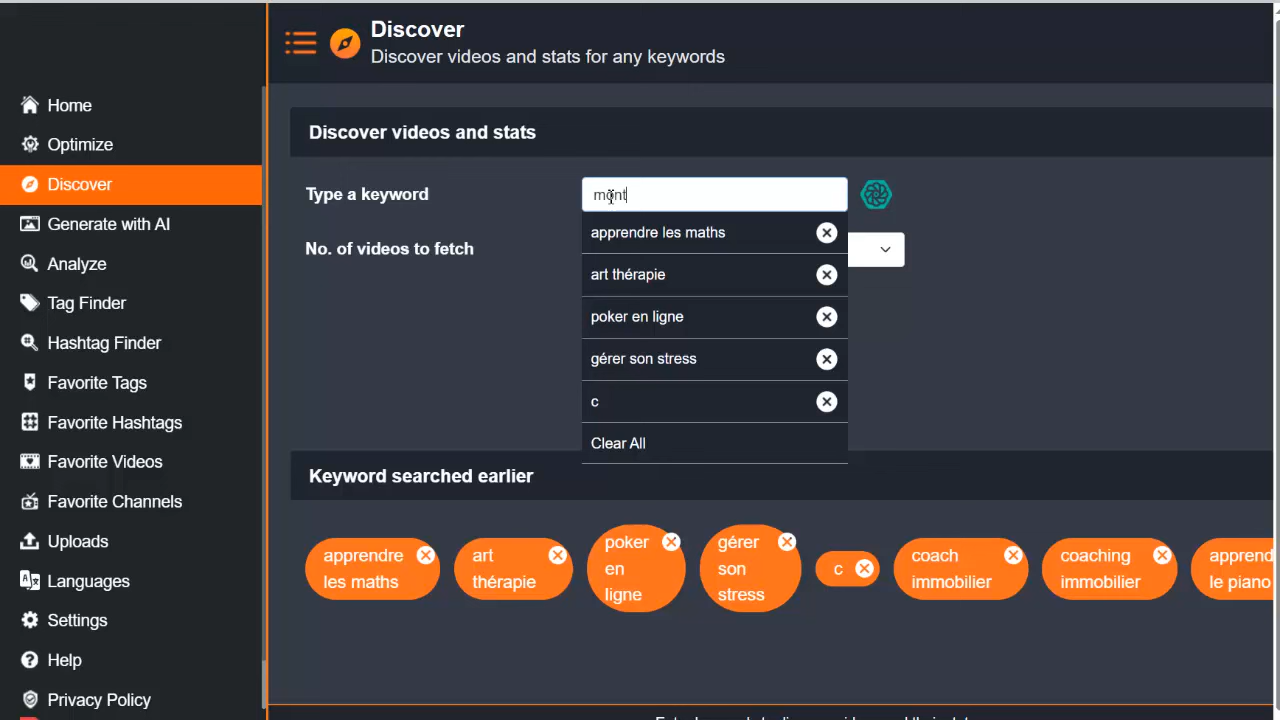 Discover
Discover videos and stats for any keywords
Home
Optimize
Discover
Generate with AI
Analyze
Tag Finder
Hashtag Finder
Favorite Tags
Favorite Hashtags
Favorite Videos
Favorite Channels
Uploads
Languages
Settings
Help
Privacy Policy
Discover videos and stats
Type a keyword
mont
No. of videos to fetch
apprendre les maths
art thérapie
poker en ligne
gérer son stress
c
Clear All
Keyword searched earlier
apprendre
les maths
art
thérapie
poker
en
ligne
gérer
son
stress
c
coach
immobilier
coaching
immobilier
apprend
le piano